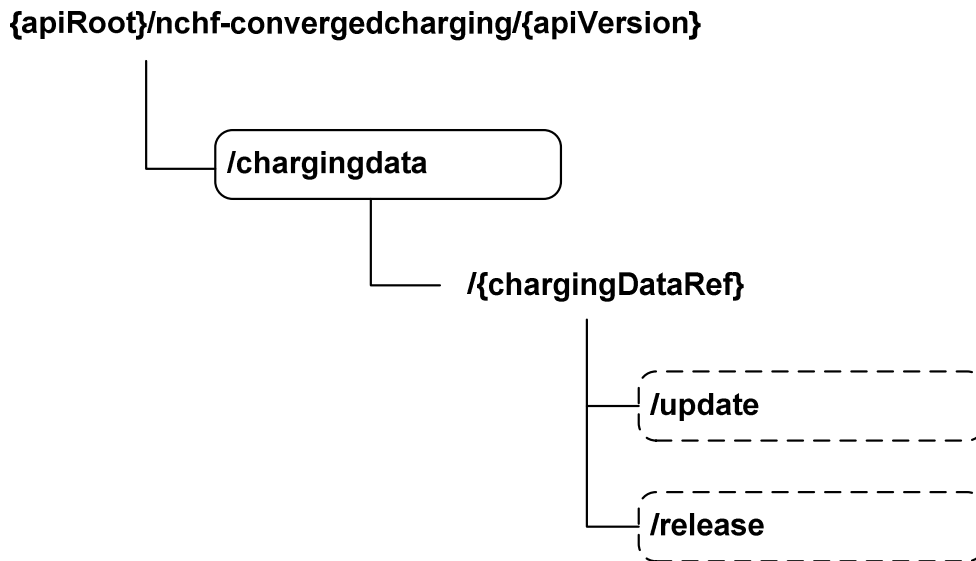 {apiRoot}/nchf-convergedcharging/{apiVersion}
/chargingdata
/{chargingDataRef}
/update
/release